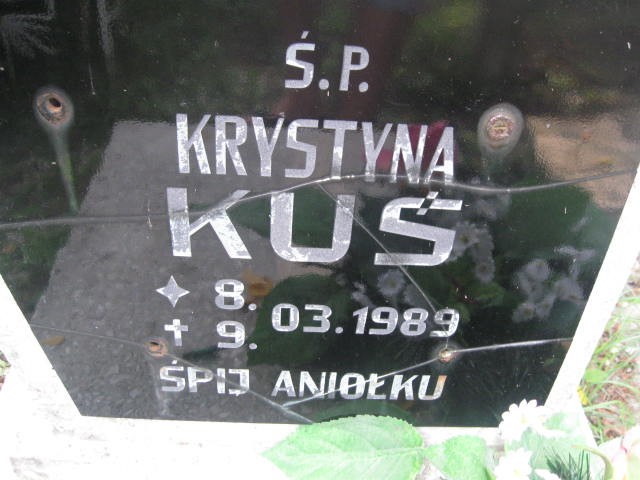 Ś.P.
KRYSTYNA
KUŚ
8.
9. 03.1989
ŚPIJ ANIOŁKU